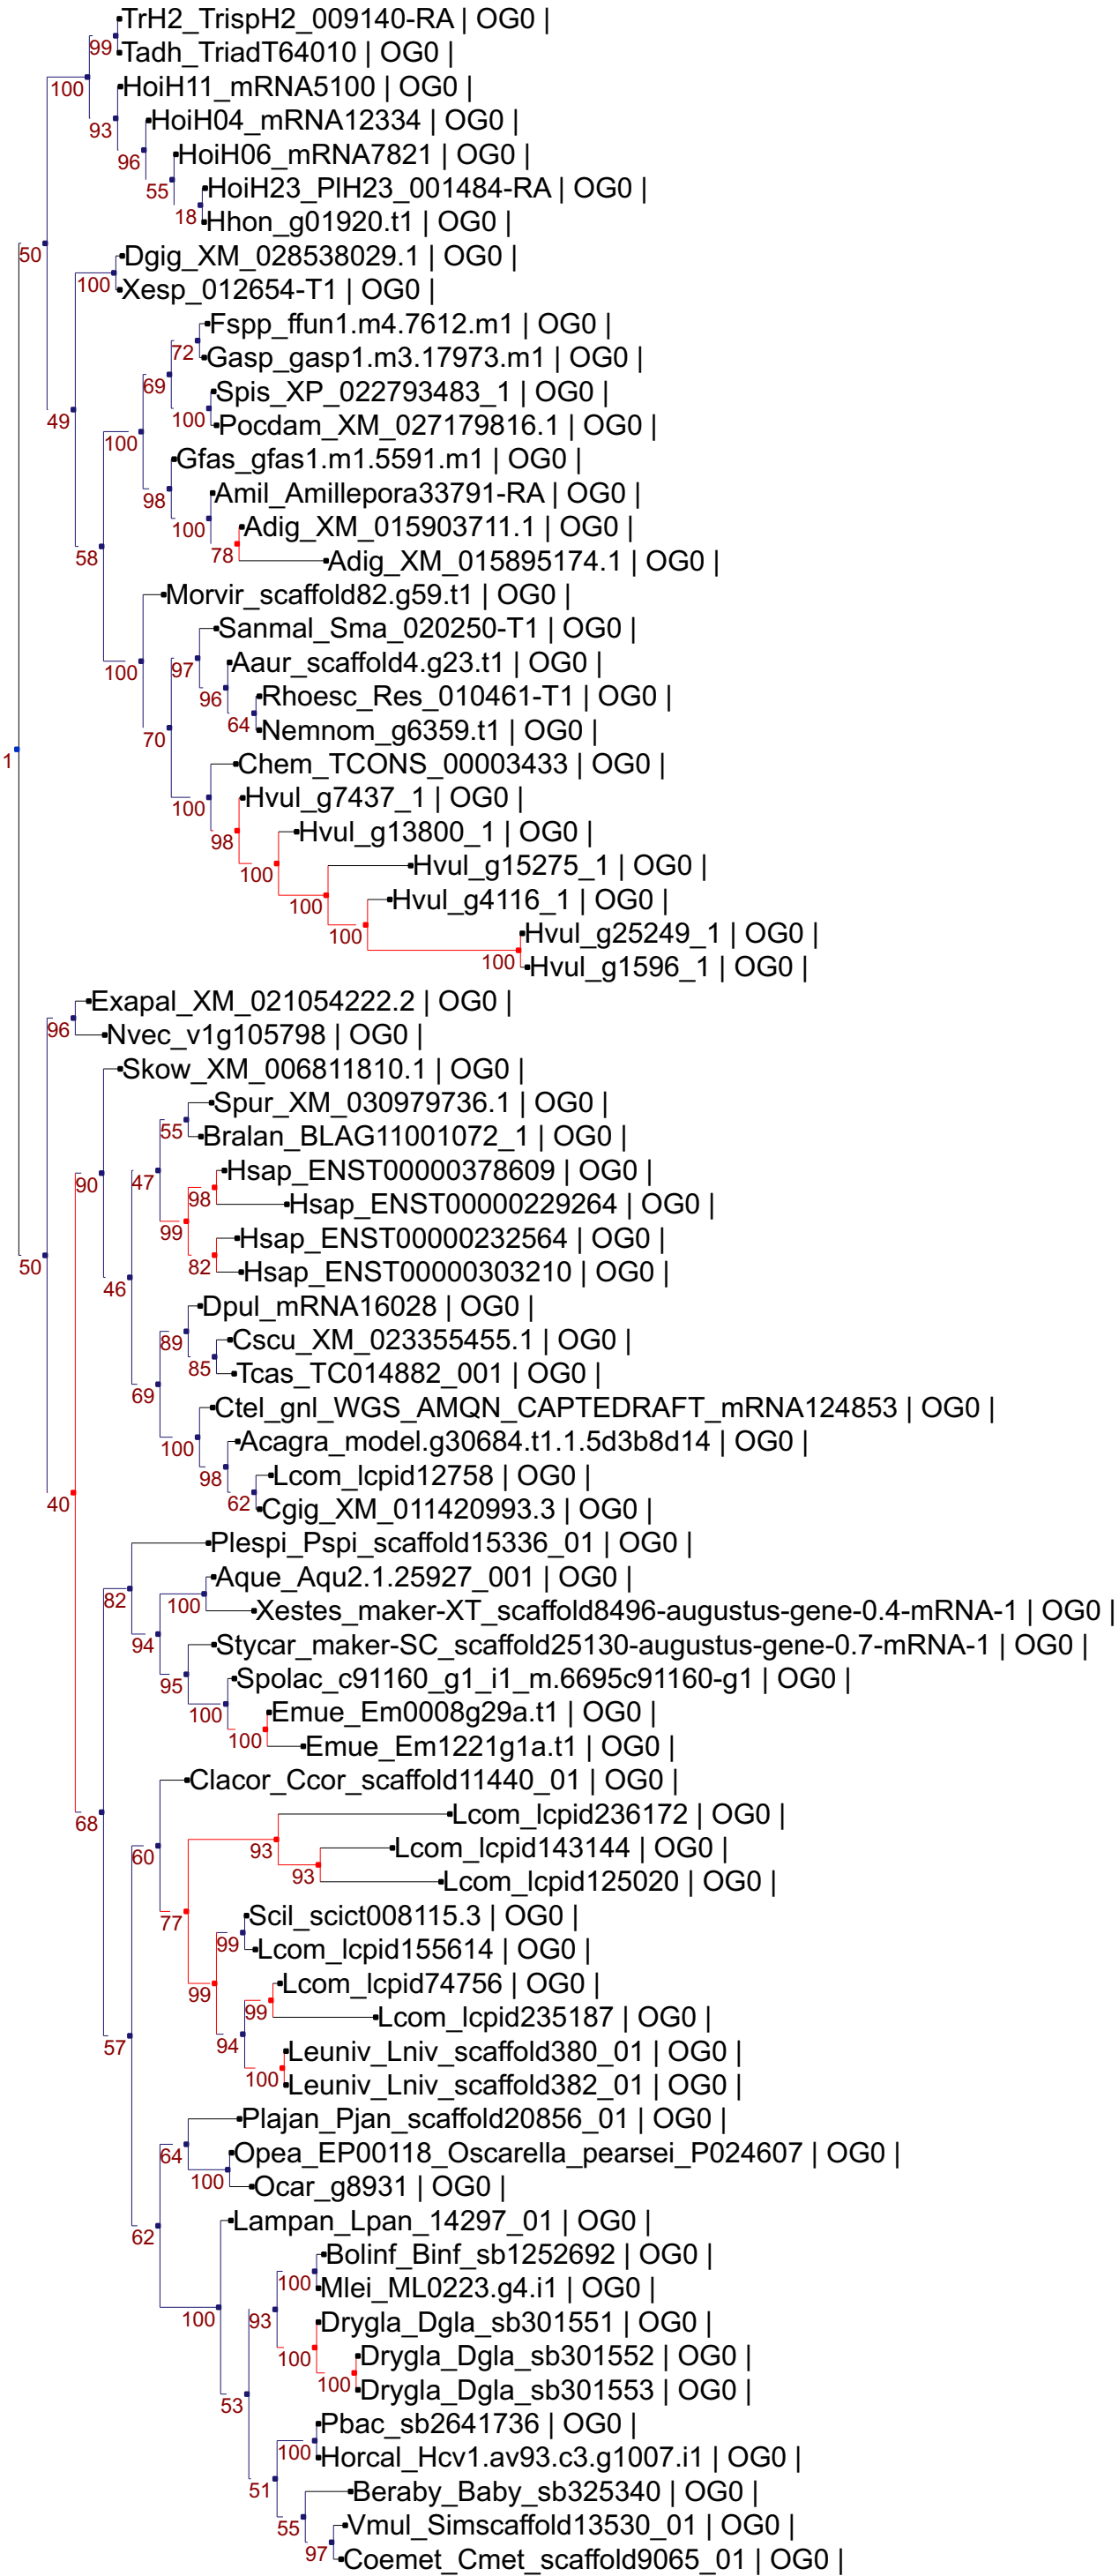 TrH2_TrispH2_009140-RA | OG0 |
99
Tadh_TriadT64010 | OG0 |
100
HoiH11_mRNA5100 | OG0 |
93
HoiH04_mRNA12334 | OG0 |
96
HoiH06_mRNA7821 | OG0 |
55
HoiH23_PlH23_001484-RA | OG0 |
18
Hhon_g01920.t1 | OG0 |
50
Dgig_XM_028538029.1 | OG0 |
100
Xesp_012654-T1 | OG0 |
Fspp_ffun1.m4.7612.m1 | OG0 |
72
Gasp_gasp1.m3.17973.m1 | OG0 |
69
Spis_XP_022793483_1 | OG0 |
49
100
Pocdam_XM_027179816.1 | OG0 |
100
Gfas_gfas1.m1.5591.m1 | OG0 |
98
Amil_Amillepora33791-RA | OG0 |
100
Adig_XM_015903711.1 | OG0 |
58
78
Adig_XM_015895174.1 | OG0 |
Morvir_scaffold82.g59.t1 | OG0 |
Sanmal_Sma_020250-T1 | OG0 |
100
97
Aaur_scaffold4.g23.t1 | OG0 |
96
Rhoesc_Res_010461-T1 | OG0 |
64
Nemnom_g6359.t1 | OG0 |
70
1
Chem_TCONS_00003433 | OG0 |
100
Hvul_g7437_1 | OG0 |
98
Hvul_g13800_1 | OG0 |
100
Hvul_g15275_1 | OG0 |
100
Hvul_g4116_1 | OG0 |
100
Hvul_g25249_1 | OG0 |
100
Hvul_g1596_1 | OG0 |
Exapal_XM_021054222.2 | OG0 |
96
Nvec_v1g105798 | OG0 |
Skow_XM_006811810.1 | OG0 |
Spur_XM_030979736.1 | OG0 |
55
Bralan_BLAG11001072_1 | OG0 |
90
47
Hsap_ENST00000378609 | OG0 |
98
Hsap_ENST00000229264 | OG0 |
99
Hsap_ENST00000232564 | OG0 |
50
82
Hsap_ENST00000303210 | OG0 |
46
Dpul_mRNA16028 | OG0 |
89
Cscu_XM_023355455.1 | OG0 |
85
Tcas_TC014882_001 | OG0 |
69
Ctel_gnl_WGS_AMQN_CAPTEDRAFT_mRNA124853 | OG0 |
100
Acagra_model.g30684.t1.1.5d3b8d14 | OG0 |
98
Lcom_lcpid12758 | OG0 |
40
62
Cgig_XM_011420993.3 | OG0 |
Plespi_Pspi_scaffold15336_01 | OG0 |
Aque_Aqu2.1.25927_001 | OG0 |
82
100
Xestes_maker-XT_scaffold8496-augustus-gene-0.4-mRNA-1 | OG0 |
94
Stycar_maker-SC_scaffold25130-augustus-gene-0.7-mRNA-1 | OG0 |
95
Spolac_c91160_g1_i1_m.6695c91160-g1 | OG0 |
100
Emue_Em0008g29a.t1 | OG0 |
100
Emue_Em1221g1a.t1 | OG0 |
Clacor_Ccor_scaffold11440_01 | OG0 |
68
Lcom_lcpid236172 | OG0 |
60
93
Lcom_lcpid143144 | OG0 |
93
Lcom_lcpid125020 | OG0 |
77
Scil_scict008115.3 | OG0 |
99
Lcom_lcpid155614 | OG0 |
99
Lcom_lcpid74756 | OG0 |
99
Lcom_lcpid235187 | OG0 |
57
94
Leuniv_Lniv_scaffold380_01 | OG0 |
100
Leuniv_Lniv_scaffold382_01 | OG0 |
Plajan_Pjan_scaffold20856_01 | OG0 |
64
Opea_EP00118_Oscarella_pearsei_P024607 | OG0 |
100
Ocar_g8931 | OG0 |
62
Lampan_Lpan_14297_01 | OG0 |
Bolinf_Binf_sb1252692 | OG0 |
100
Mlei_ML0223.g4.i1 | OG0 |
100
93
Drygla_Dgla_sb301551 | OG0 |
100
Drygla_Dgla_sb301552 | OG0 |
100
Drygla_Dgla_sb301553 | OG0 |
53
Pbac_sb2641736 | OG0 |
100
Horcal_Hcv1.av93.c3.g1007.i1 | OG0 |
51
Beraby_Baby_sb325340 | OG0 |
55
Vmul_Simscaffold13530_01 | OG0 |
97
Coemet_Cmet_scaffold9065_01 | OG0 |